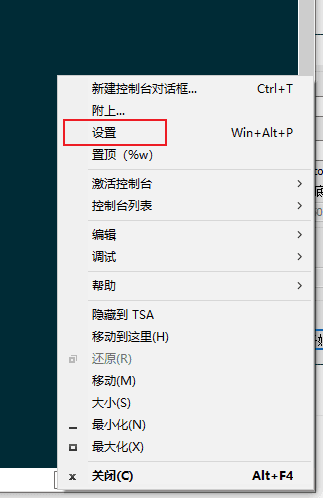 新建控制台对话框... Ctrl+T
附上...
设置 Win+Alt+P
置顶（%w）
激活控制台
控制台列表
编辑
调试
帮助
隐藏到 TSA
移动到这里(H)
还原(R)
移动(M)
大小(S)
最小化(N)
最大化(X)
关闭(C) Alt+F4